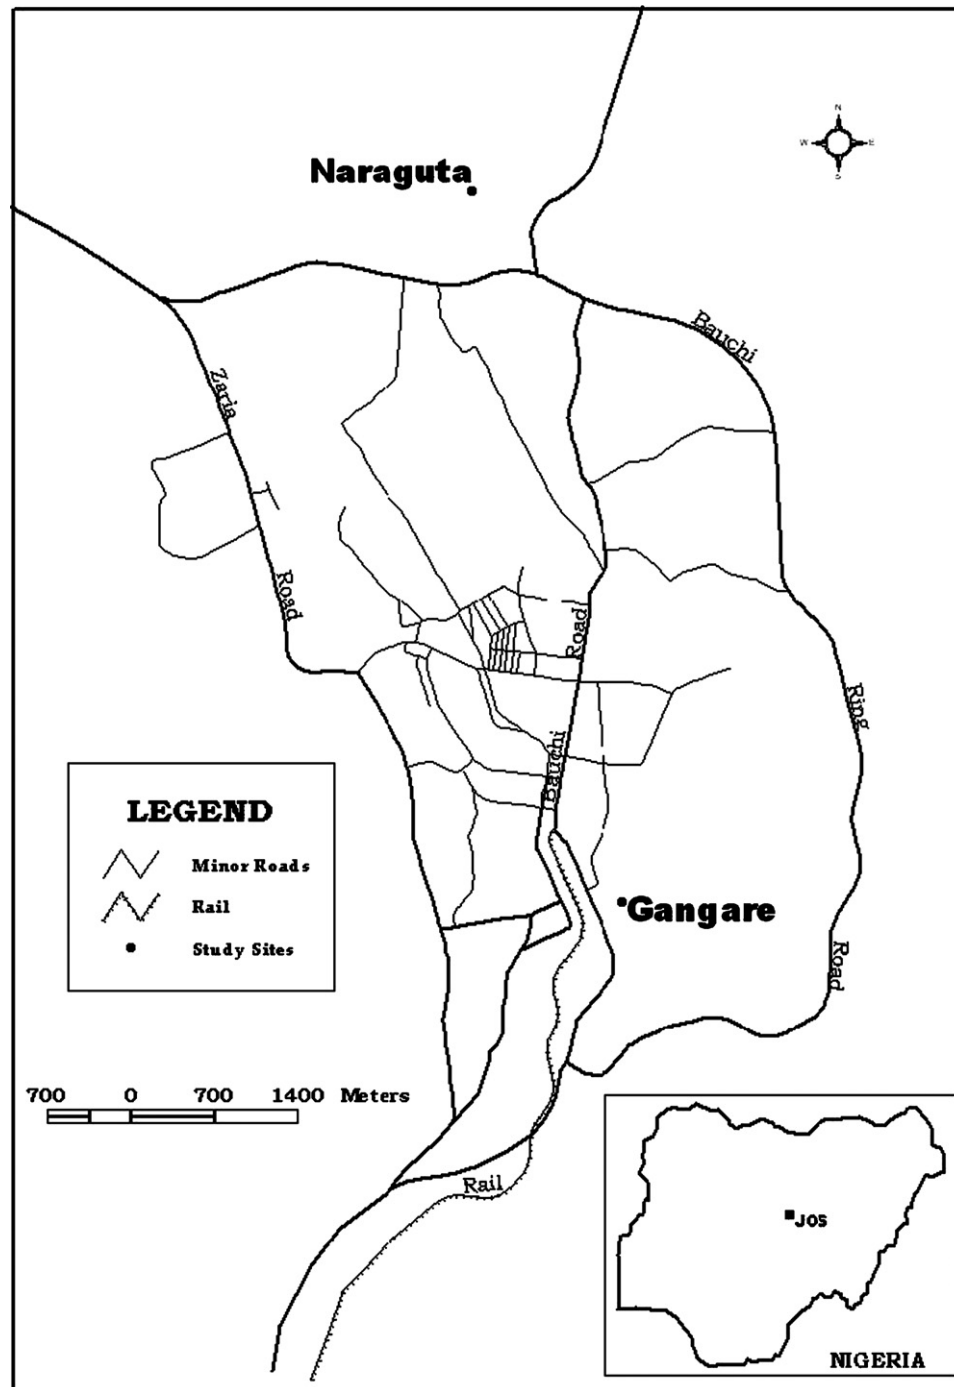 N
W E
S
Naraguta
Bauchi
Zaria
Road
Road
Ring
Bauchi
LEGEND
Minor Roads
Rail
Study Sites
Gangare
Road
700 0 700 1400 Meters
Rail
JOS
NIGERIA